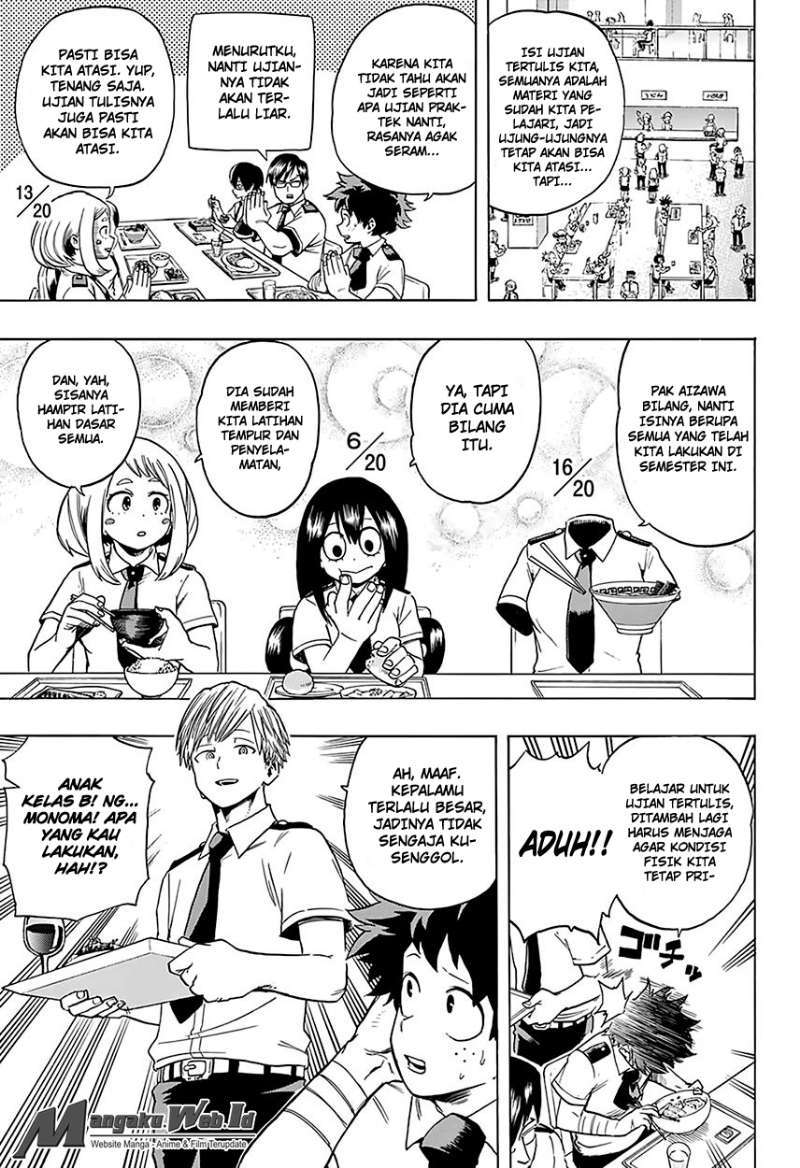 ISI UJIAN
TERTULIS KITA,
SEMUANYA ADALAH
MATERI YANG
SUDAH KITA PE-
LAJARI, JADI
UJUNG-UJUNGNYA
TETAP AKAN BISA
KITA ATASI...
TAPI...
KARENA KITA
TIDAK TAHU AKAN
JADI SEPERTI
APA UJIAN PRAK-
TEK NANTI,
RASANYA AGAK
SERAM...
MENURUTKU,
NANTI UJIAN-
NYA TIDAK
AKAN TER-
LALU LIAR.
PASTI BISA
KITA ATASI. YUP,
TENANG SAJA.
UJIAN TULISNYA
JUGA PASTI
AKAN BISA KITA
ATASI.
13/20
PAK AIZAWA
BILANG, NANTI
ISINYA BERUPA
SEMUA YANG TELAH
KITA LAKUKAN DI
SEMESTER INI.
16/20
YA, TAPI
DIA CUMA
BILANG
ITU.
6/20
DIA SUDAH
MEMBERI
KITA LATIHAN
TEMPUR DAN
PENYELA-
MATAN,
DAN, YAH,
SISANYA
HAMPIR LATI-
HAN DASAR
SEMUA.
BELAJAR UNTUK
UJIAN TERTULIS,
DITAMBAH LAGI
HARUS MENJAGA
AGAR KONDISI
FISIK KITA
TETAP PRI-
ADUH!!
ゴチッ
AH, MAAF.
KEPALAMU
TERLALU BESAR,
JADINYA TIDAK
SENGAJA KU-
SENGGOL.
ANAK
KELAS B! NG...
MONOMA! APA
YANG KAU
LAKUKAN,
HAH!?
Mangaku.Web.Id
Website Manga - Anime & Film Terupdate